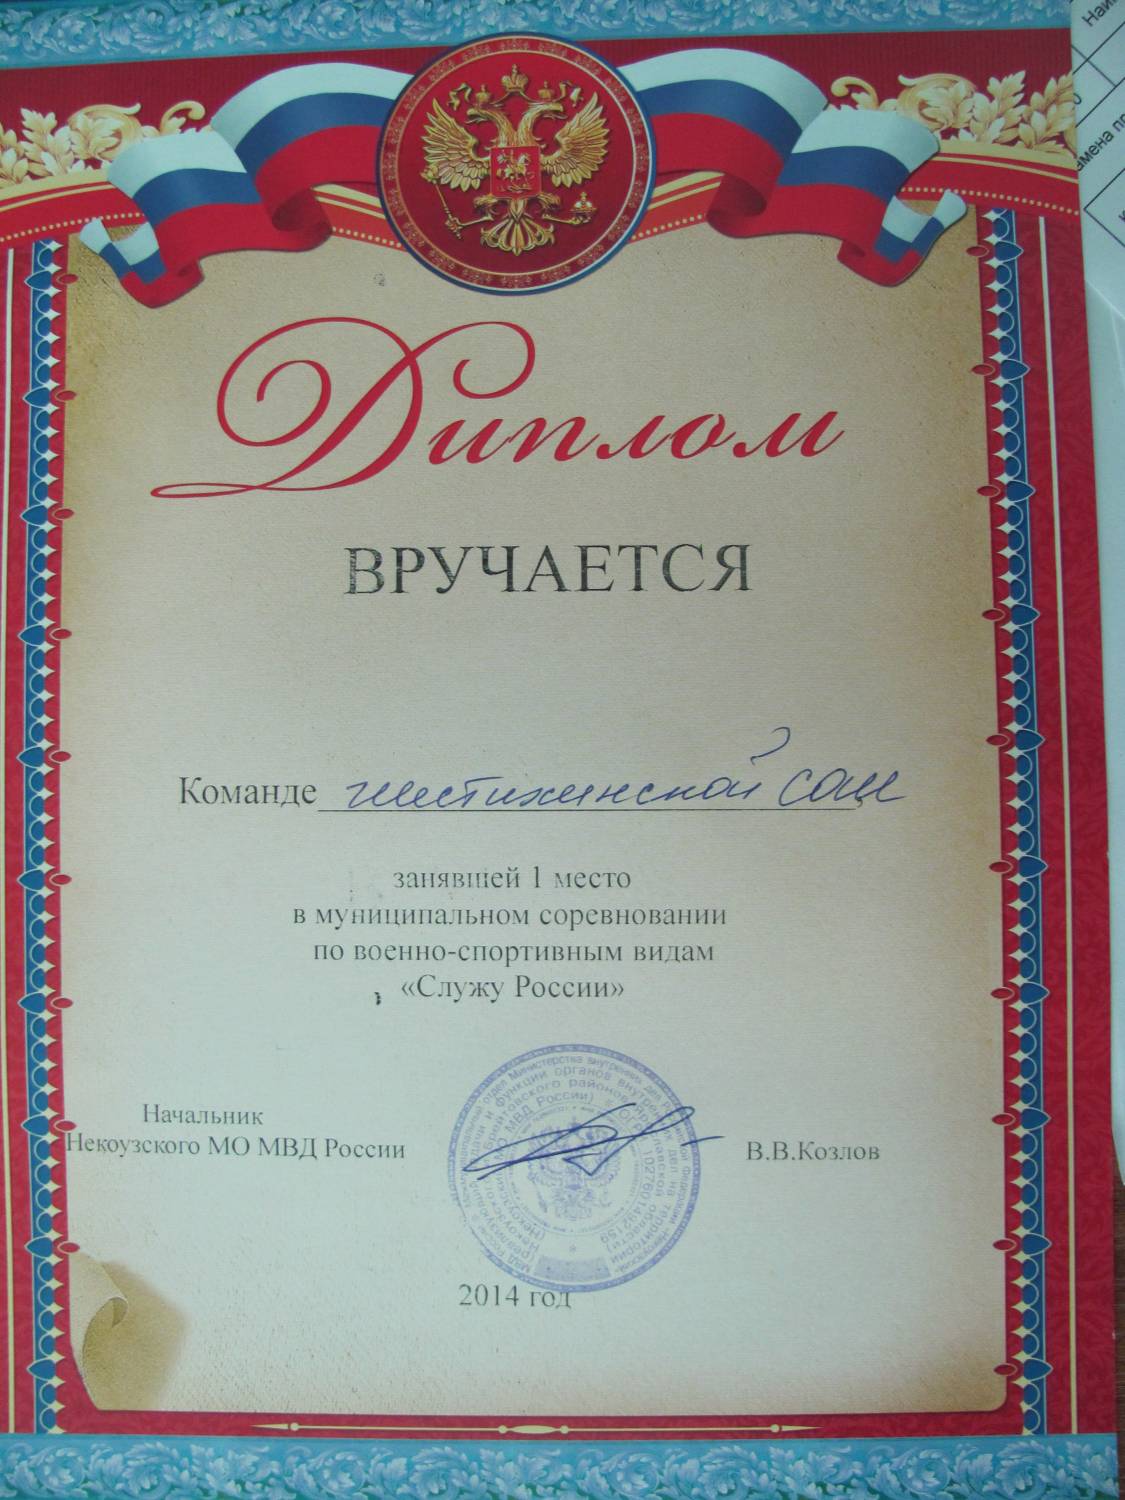 Диплом
ВРУЧАЕТСЯ
Команде шестихинской сош
занявшей 1 место
в муниципальном соревновании
по военно-спортивным видам
«Служу России»
Начальник
Некоузского МО МВД России
В.В.Козлов
2014 год